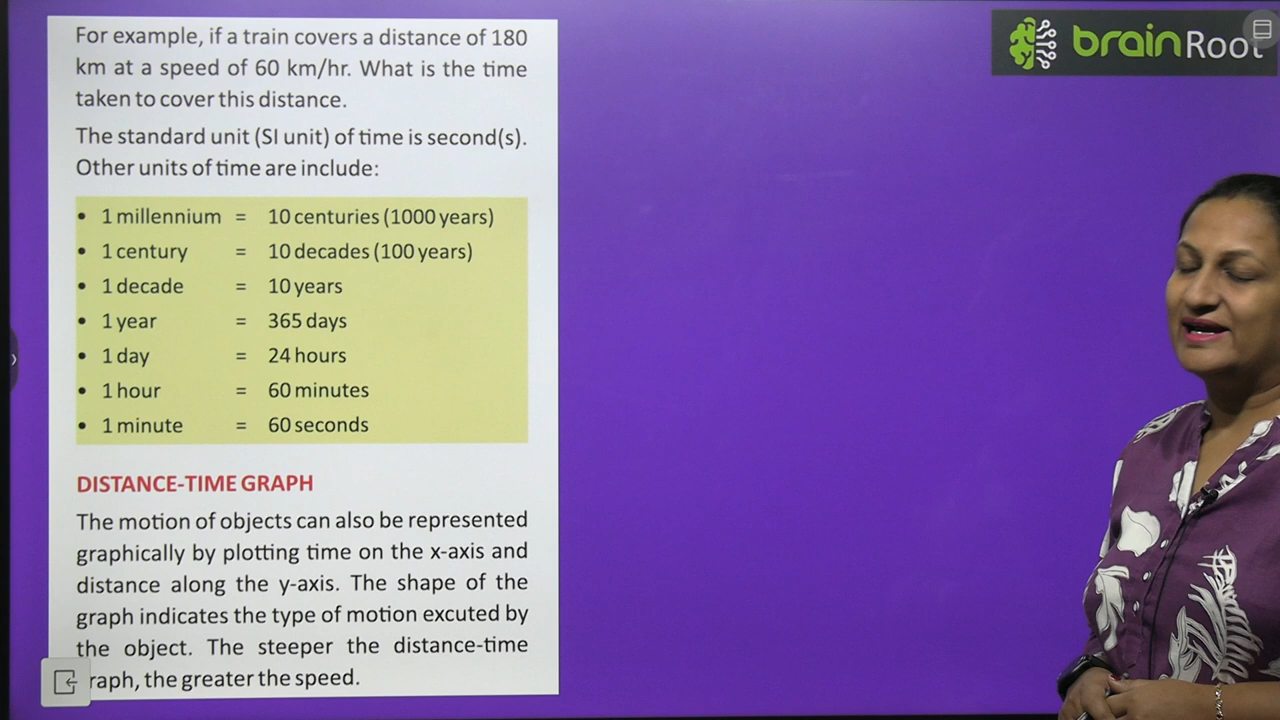 For example, if a train covers a distance of 180
km at a speed of 60 km/hr. What is the time
taken to cover this distance.
The standard unit (SI unit) of time is second(s).
Other units of time are include:
• 1 millennium = 10 centuries (1000 years)
• 1 century = 10 decades (100 years)
• 1 decade = 10 years
• 1 year = 365 days
• 1 day = 24 hours
• 1 hour = 60 minutes
• 1 minute = 60 seconds
DISTANCE-TIME GRAPH
The motion of objects can also be represented
graphically by plotting time on the x-axis and
distance along the y-axis. The shape of the
graph indicates the type of motion excuted by
the object. The steeper the distance-time
raph, the greater the speed.
brain Root